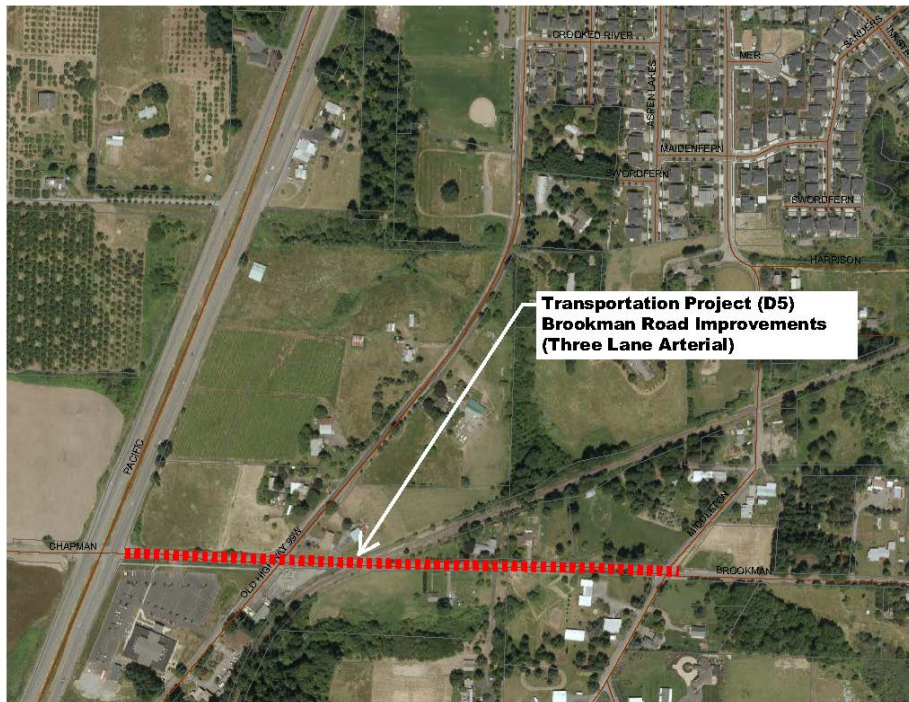 CROOKED RIVER
MER
SANDERS
ASPEN LAKES
MAIDENFERN
SWORDFERN
SWORDFERN
HARRISON
Transportation Project (D5)
Brookman Road Improvements
(Three Lane Arterial)
PACIFIC
MIDDLETON
OLD HIGHWAY 99W
CHAPMAN
BROOKMAN